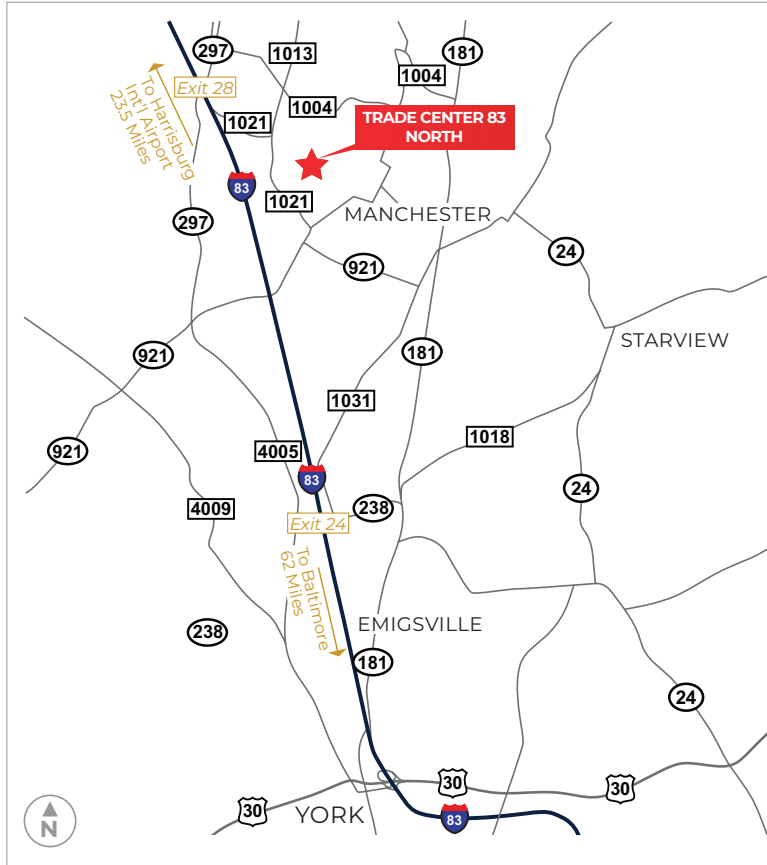 297
1013
181
Exit 28
1004
1004
To Harrisburg
Int'l Airport
235 Miles
1021
TRADE CENTER 83
NORTH
83
1021
MANCHESTER
297
24
921
STARVIEW
921
181
1031
1018
921
4005
83
24
4009
238
Exit 24
To Baltimore
62 Miles
EMIGSVILLE
238
181
24
30
30
30
YORK
83
N